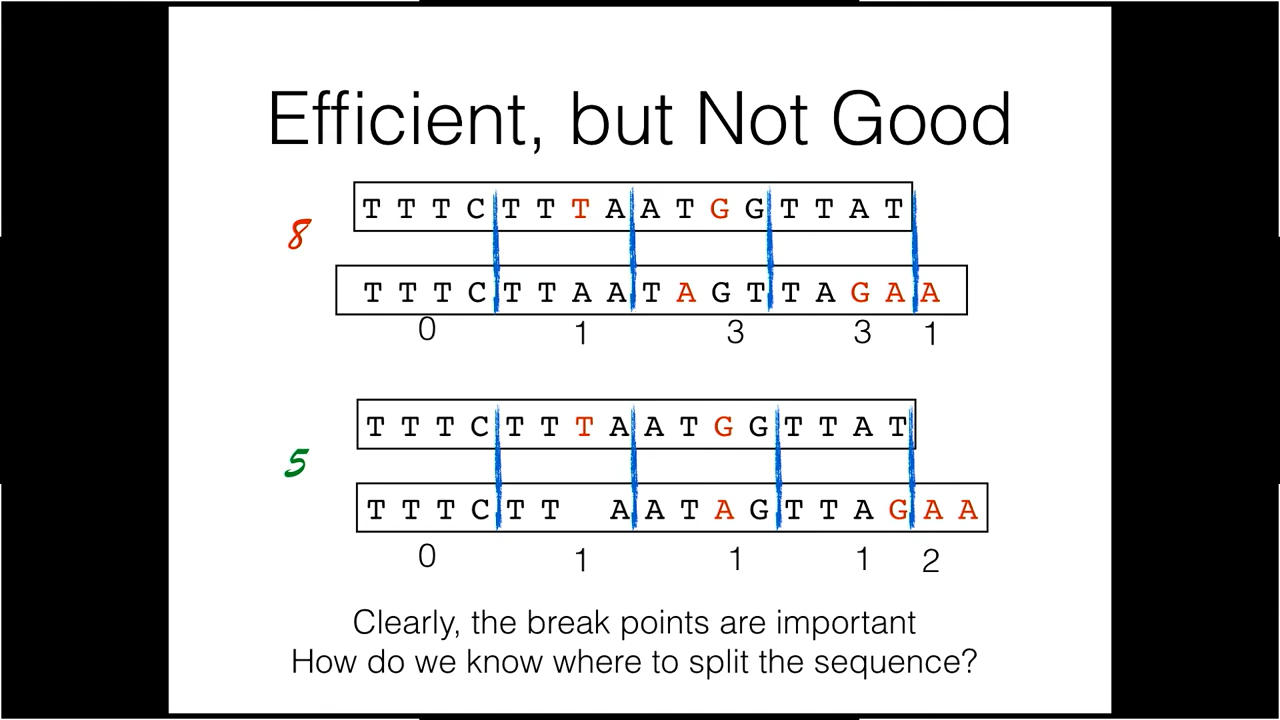 Efficient, but Not Good
T T T C T T T A A T G G T T A T
8
T T T C T T A A T A G T T A G A A
0 1 3 3 1
T T T C T T T A A T G G T T A T
5
T T T C T T A A T A G T T A G A A
0 1 1 1 2
Clearly, the break points are important
How do we know where to split the sequence?